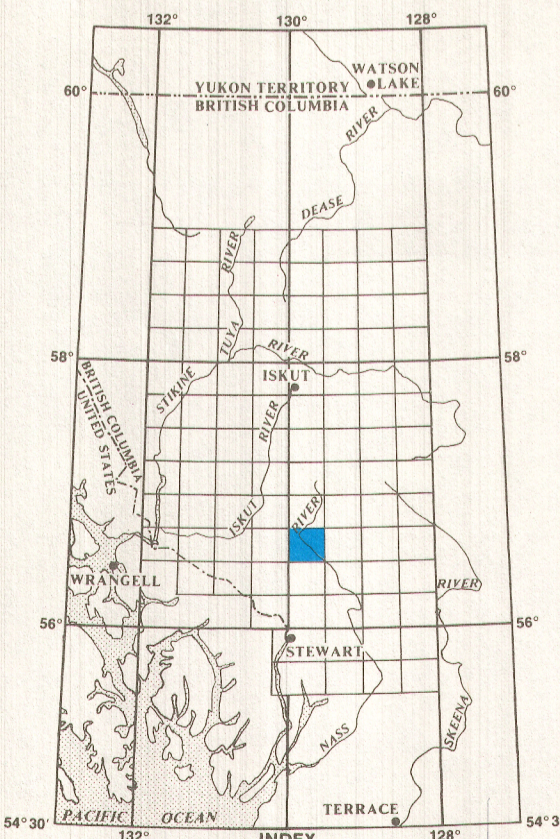 132° 130° 128°
WATSON
LAKE
60° YUKON TERRITORY 60°
BRITISH COLUMBIA
RIVER
DEASE
RIVER
TUYA
58° RIVER 58°
STIKINE
ISKUT
BRITISH COLUMBIA
UNITED STATES
RIVER
ISKUT
RIVER
WRANGELL
RIVER
56° 56°
STEWART
SKEENA
NASS
TERRACE
PACIFIC OCEAN
54°30' 54°3
132° 128°
INDEX